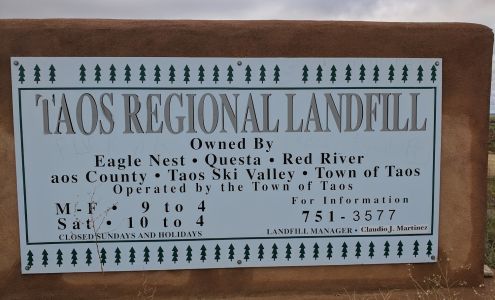 TAOS REGIONAL LANDFILL
Owned By
Eagle Nest • Questa • Red River
aos County • Taos Ski Valley • Town of Taos
Operated by the Town of Taos
M - F • 9 to 4
For Information
Sat • 10 to 4
751-3577
CLOSED SUNDAYS AND HOLIDAYS
LANDFILL MANAGER • Claudio J. Martinez